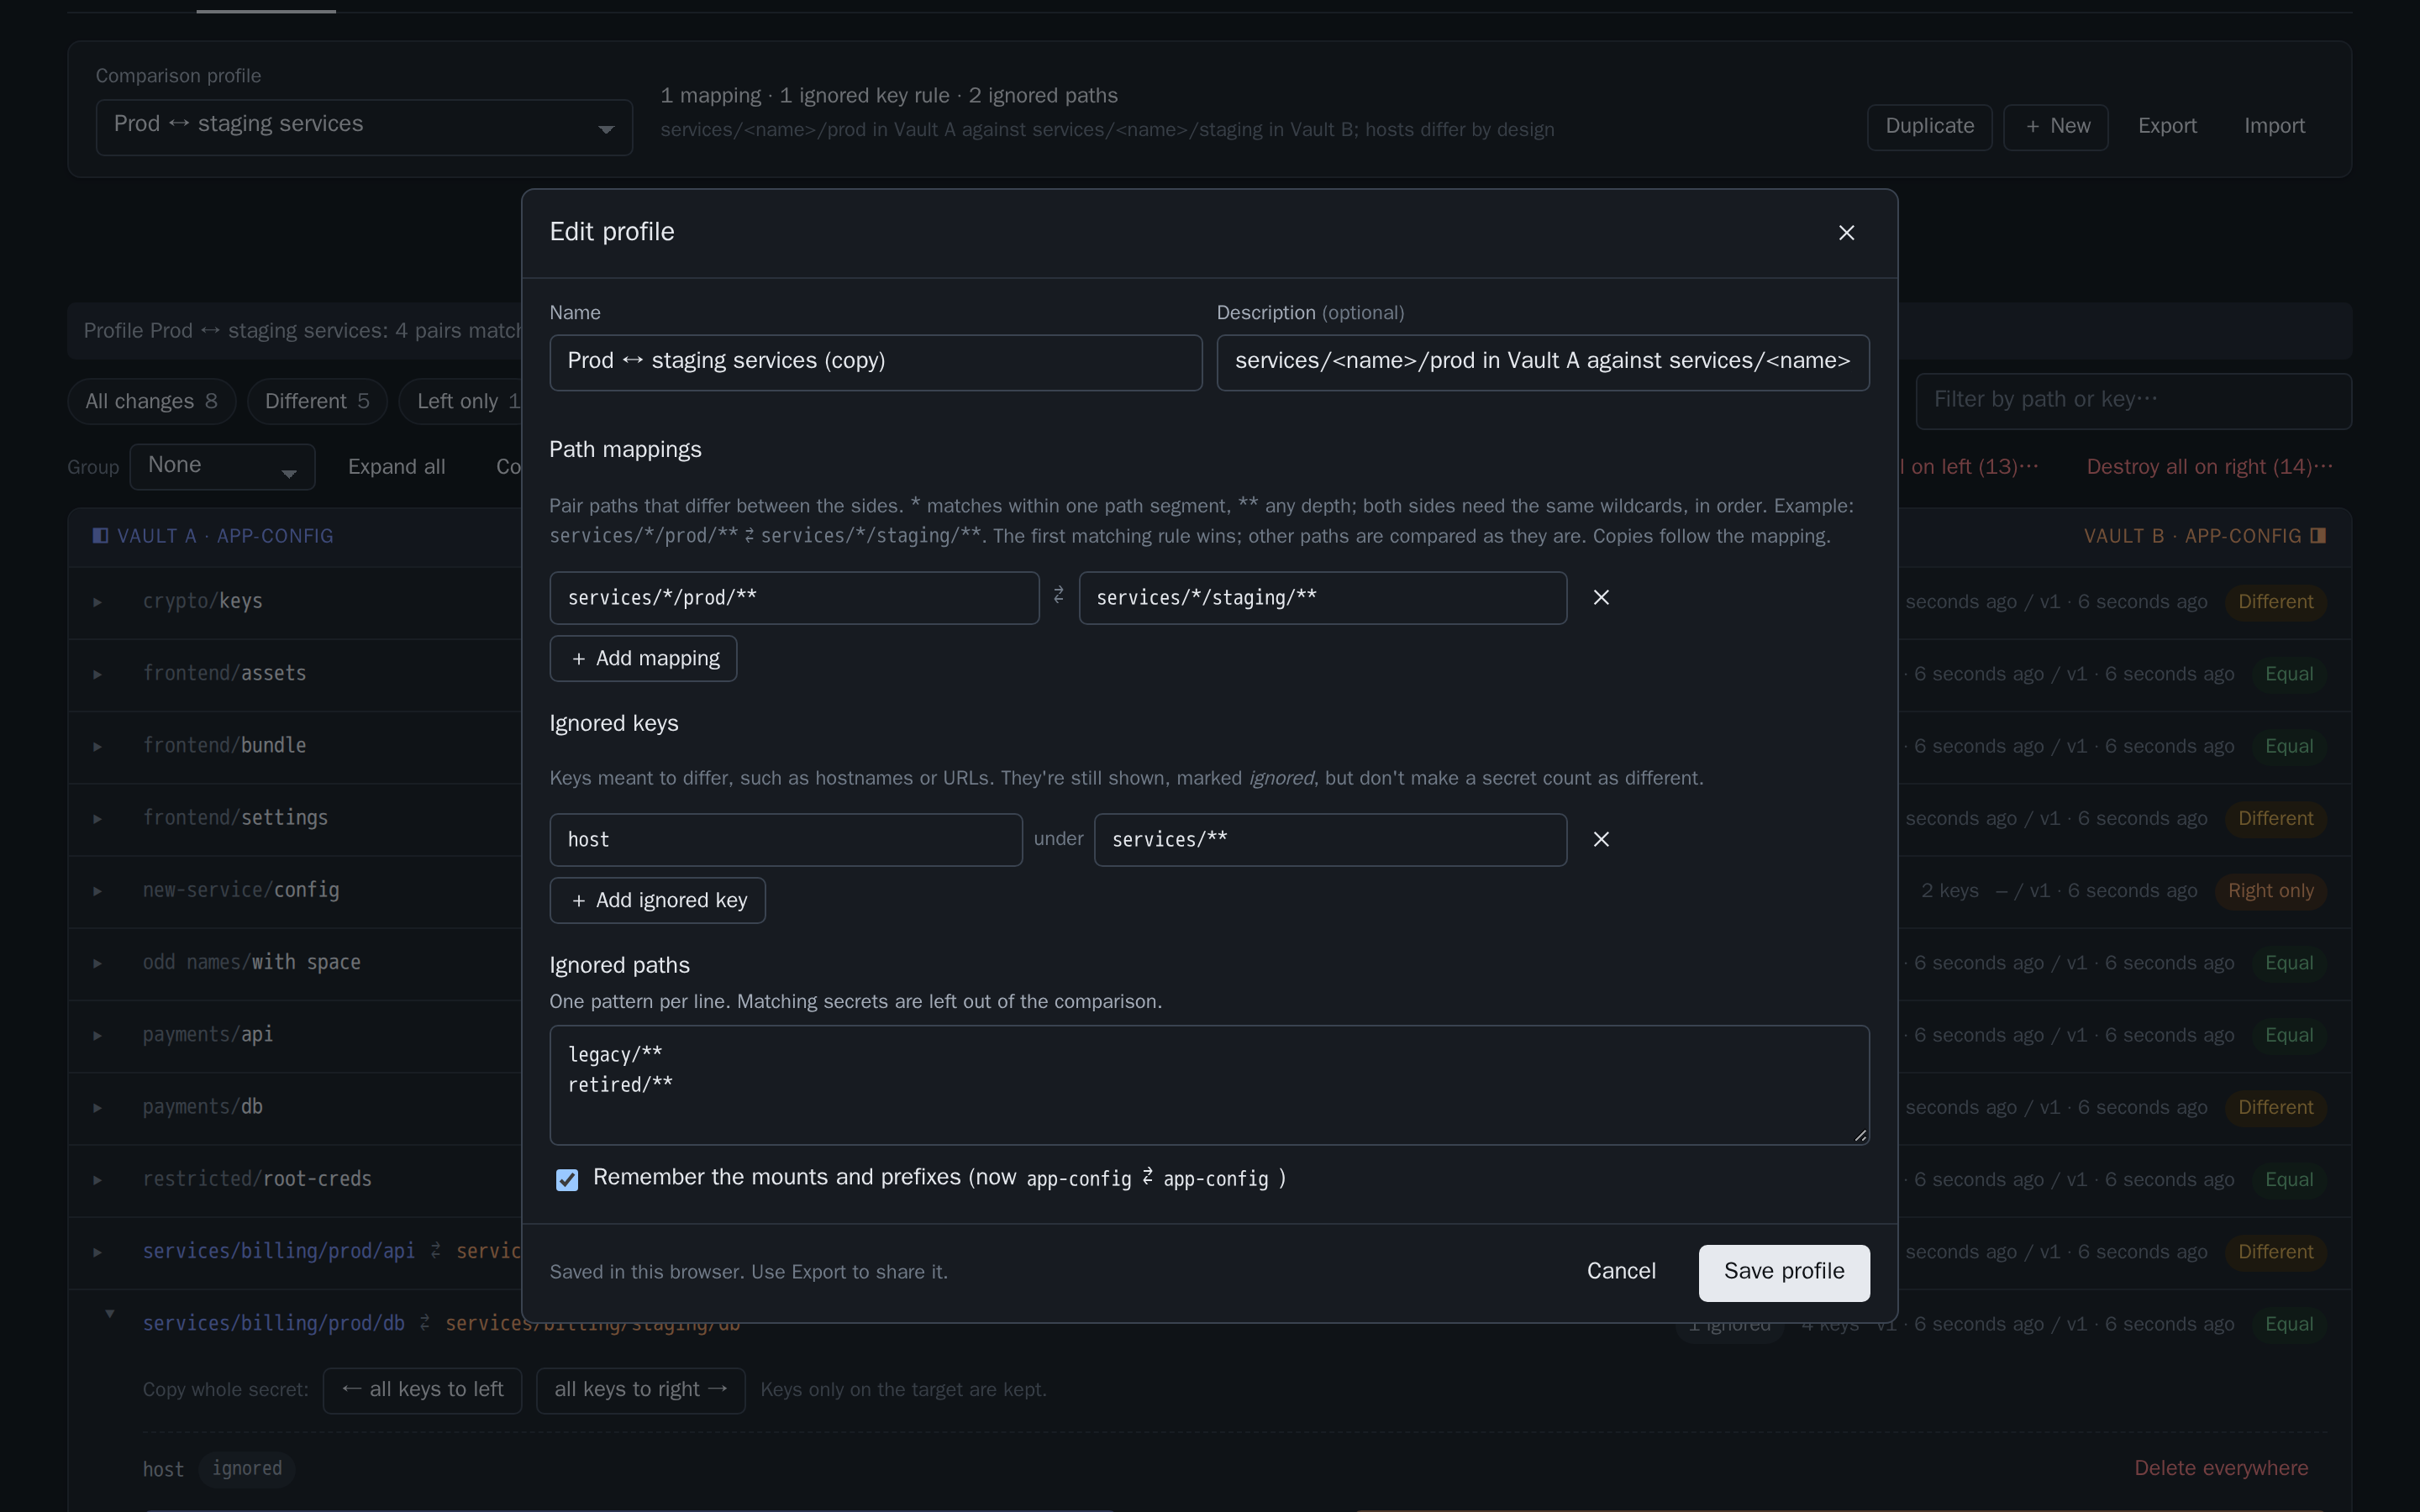 Comparison profile
Prod ↔ staging services
1 mapping · 1 ignored key rule · 2 ignored paths
services/<name>/prod in Vault A against services/<name>/staging in Vault B; hosts differ by design
Duplicate
+ New
Export
Import
Edit profile
Name
Description (optional)
Prod ↔ staging services (copy)
services/<name>/prod in Vault A against services/<name>
Path mappings
Pair paths that differ between the sides. * matches within one path segment, ** any depth; both sides need the same wildcards, in order. Example:
services/*/prod/** ⇄ services/*/staging/**. The first matching rule wins; other paths are compared as they are. Copies follow the mapping.
services/*/prod/** ⇄ services/*/staging/**
+ Add mapping
Ignored keys
Keys meant to differ, such as hostnames or URLs. They're still shown, marked ignored, but don't make a secret count as different.
host under services/**
+ Add ignored key
Ignored paths
One pattern per line. Matching secrets are left out of the comparison.
legacy/**
retired/**
Remember the mounts and prefixes (now app-config ⇄ app-config )
Saved in this browser. Use Export to share it.
Cancel
Save profile
Profile Prod ↔ staging services: 4 pairs match
All changes 8
Different 5
Left only 1
Filter by path or key…
Group
None
Expand all
Co
l on left (13)…
Destroy all on right (14)…
VAULT A · APP-CONFIG
VAULT B · APP-CONFIG
crypto/keys
seconds ago / v1 · 6 seconds ago Different
frontend/assets
· 6 seconds ago / v1 · 6 seconds ago Equal
frontend/bundle
· 6 seconds ago / v1 · 6 seconds ago Equal
frontend/settings
seconds ago / v1 · 6 seconds ago Different
new-service/config
2 keys – / v1 · 6 seconds ago Right only
odd names/with space
· 6 seconds ago / v1 · 6 seconds ago Equal
payments/api
· 6 seconds ago / v1 · 6 seconds ago Equal
payments/db
seconds ago / v1 · 6 seconds ago Different
restricted/root-creds
· 6 seconds ago / v1 · 6 seconds ago Equal
services/billing/prod/api ⇄ servic
seconds ago / v1 · 6 seconds ago Different
services/billing/prod/db ⇄ services/billing/staging/db
1 ignored 4 keys v1 · 6 seconds ago / v1 · 6 seconds ago Equal
Copy whole secret:
← all keys to left
all keys to right →
Keys only on the target are kept.
host ignored
Delete everywhere